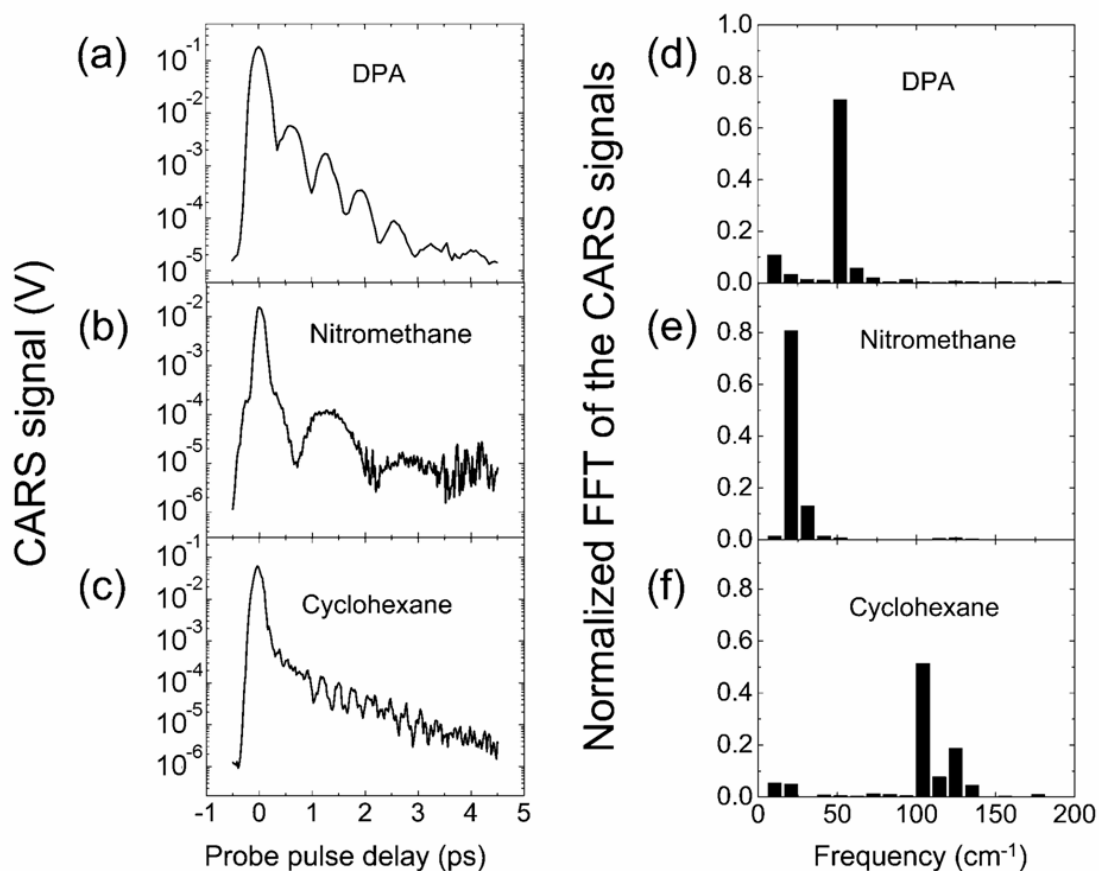 CARS signal (V)
(a)
DPA
10⁻¹
10⁻²
10⁻³
10⁻⁴
10⁻⁵
(b)
Nitromethane
10⁻²
10⁻³
10⁻⁴
10⁻⁵
10⁻⁶
(c)
Cyclohexane
10⁻¹
10⁻²
10⁻³
10⁻⁴
10⁻⁵
10⁻⁶
-1 0 1 2 3 4 5
Probe pulse delay (ps)
Normalized FFT of the CARS signals
(d)
DPA
1.0
0.8
0.6
0.4
0.2
0.0
(e)
Nitromethane
0.8
0.6
0.4
0.2
0.0
(f)
Cyclohexane
0.8
0.6
0.4
0.2
0.0
0 50 100 150 200
Frequency (cm⁻¹)